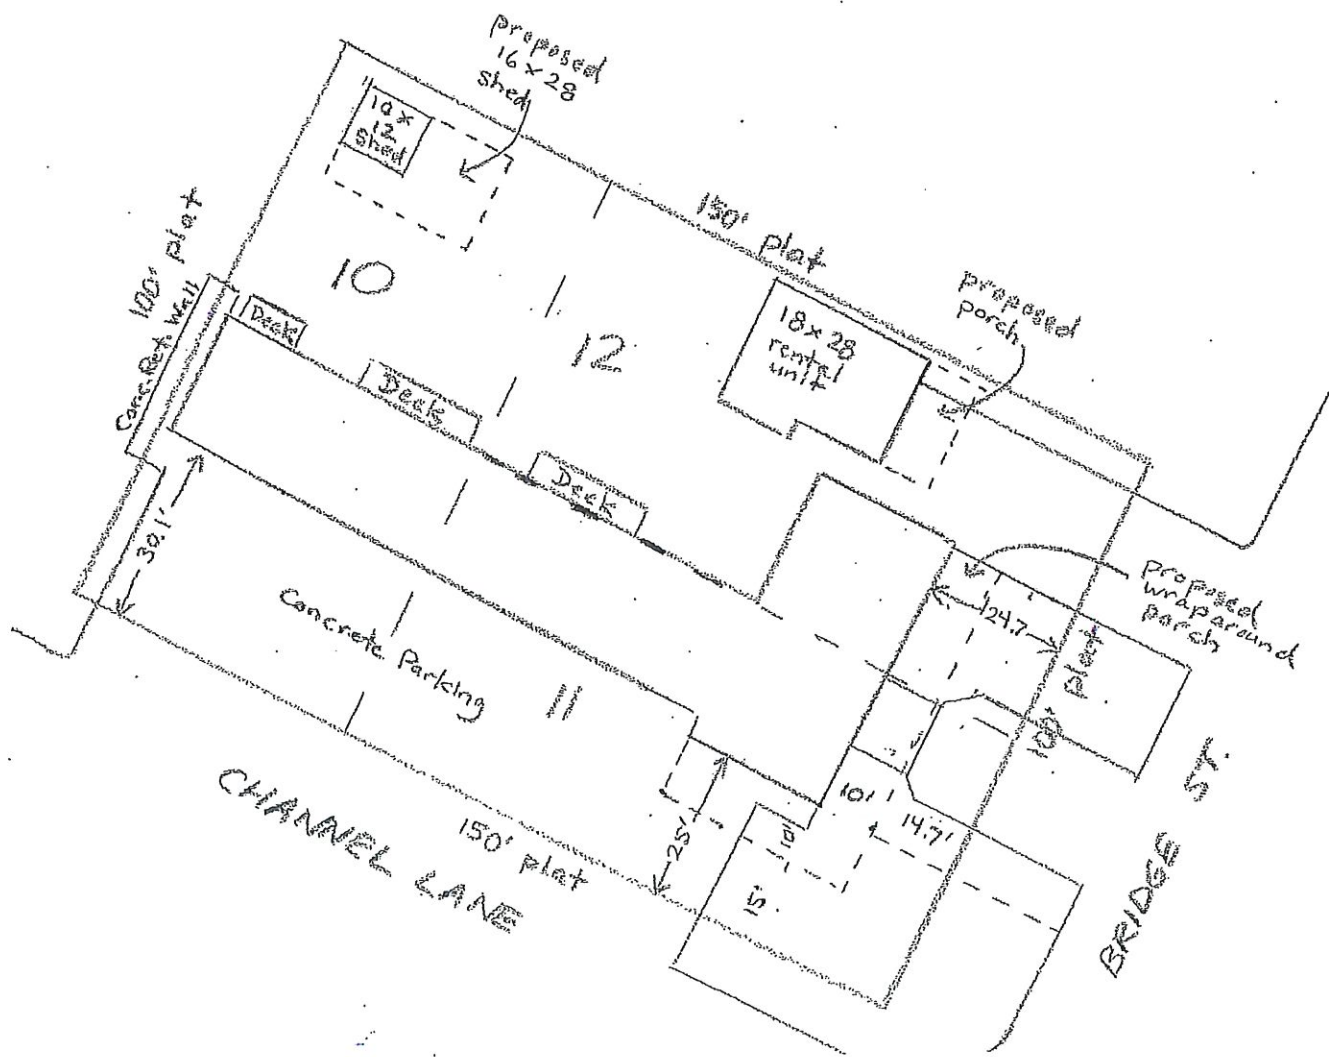 proposed
16 x 28
shed
10 x
12
shed
150' plat
100' plat
Conc. Ret. Wall
10
Deck
12
18 x 28
rental
unit
proposed
porch
Deck
Deck
30.1'
proposed
wraparound
porch
24.7
100' plat
Concrete Parking
11
25'
10'
10'
14.7'
15'
CHANNEL LANE
150' plat
BRIDGE ST.